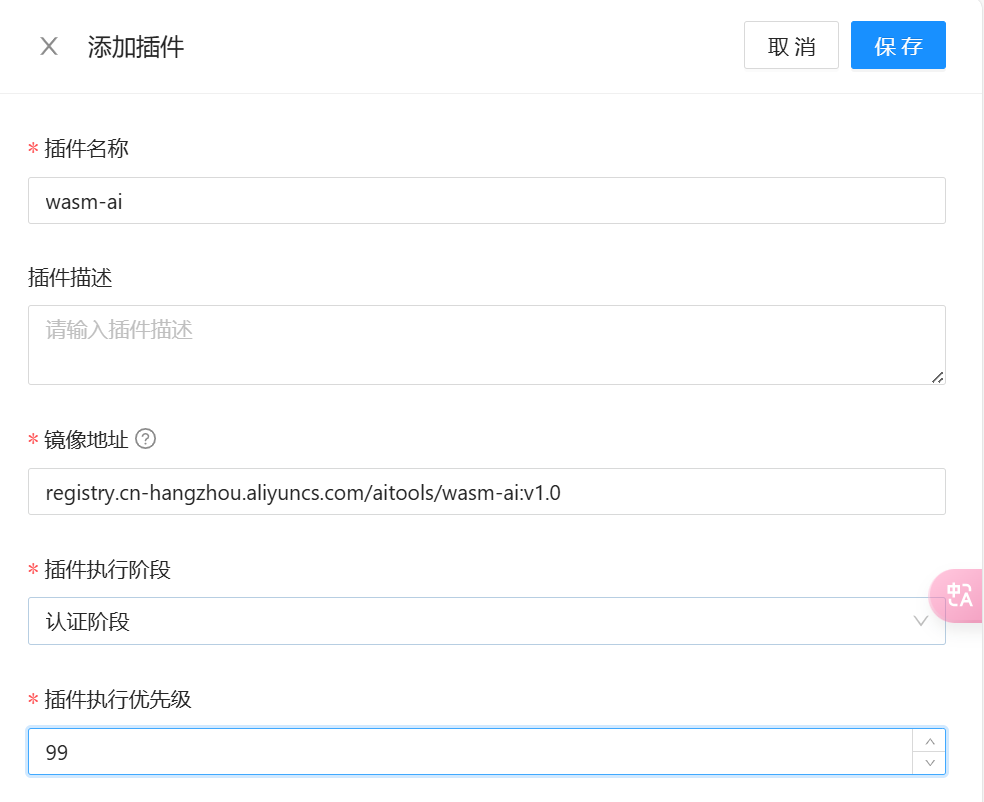 添加插件
取 消
保 存
* 插件名称
wasm-ai
插件描述
请输入插件描述
* 镜像地址 ?
registry.cn-hangzhou.aliyuncs.com/aitools/wasm-ai:v1.0
* 插件执行阶段
认证阶段
中A
* 插件执行优先级
99